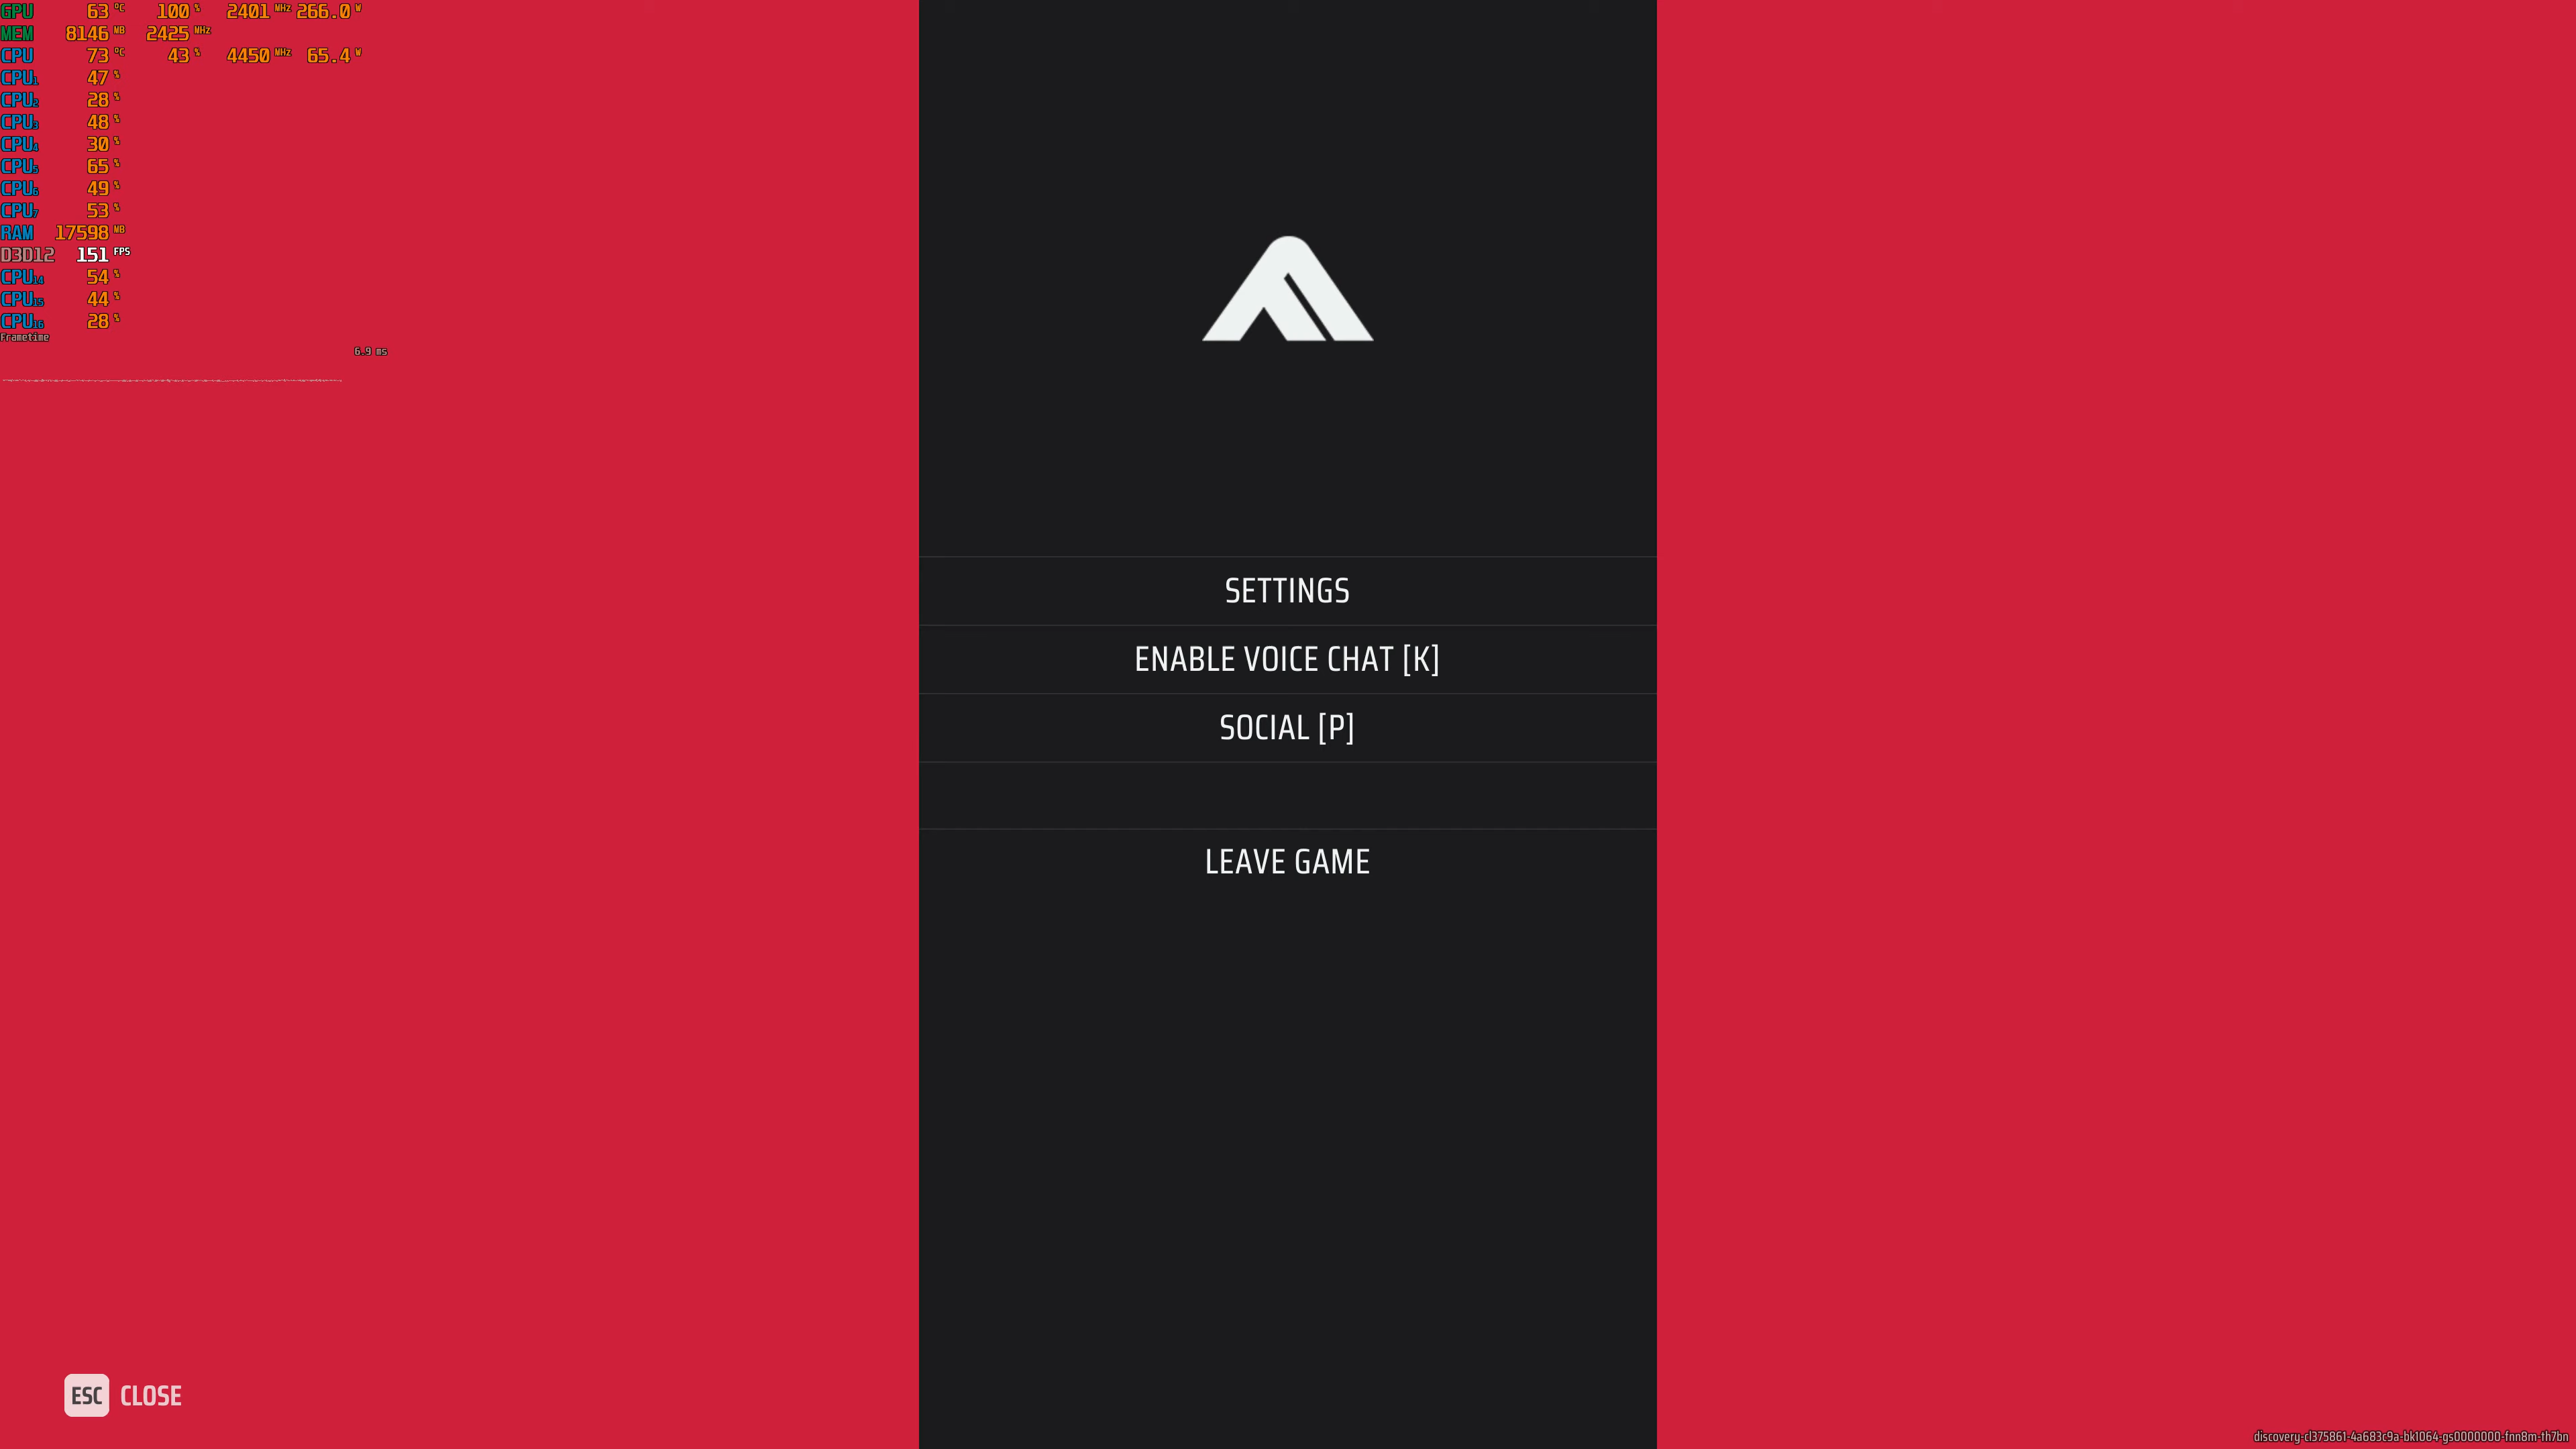 GPU 63 °C 100 % 2401 MHz 266.0 W
MEM 8146 MB 2425 MHz
CPU 73 °C 43 % 4450 MHz 65.4 W
CPU1 47 %
CPU2 28 %
CPU3 48 %
CPU4 30 %
CPU5 65 %
CPU6 49 %
CPU7 53 %
RAM 17598 MB
D3D12 151 FPS
CPU14 54 %
CPU15 44 %
CPU16 28 %
Frametime
6.9 ms
SETTINGS
ENABLE VOICE CHAT [K]
SOCIAL [P]
LEAVE GAME
ESC CLOSE
discovery-cl375861-4a683c9a-bk1064-gs0000000-fnn8m-th7bn